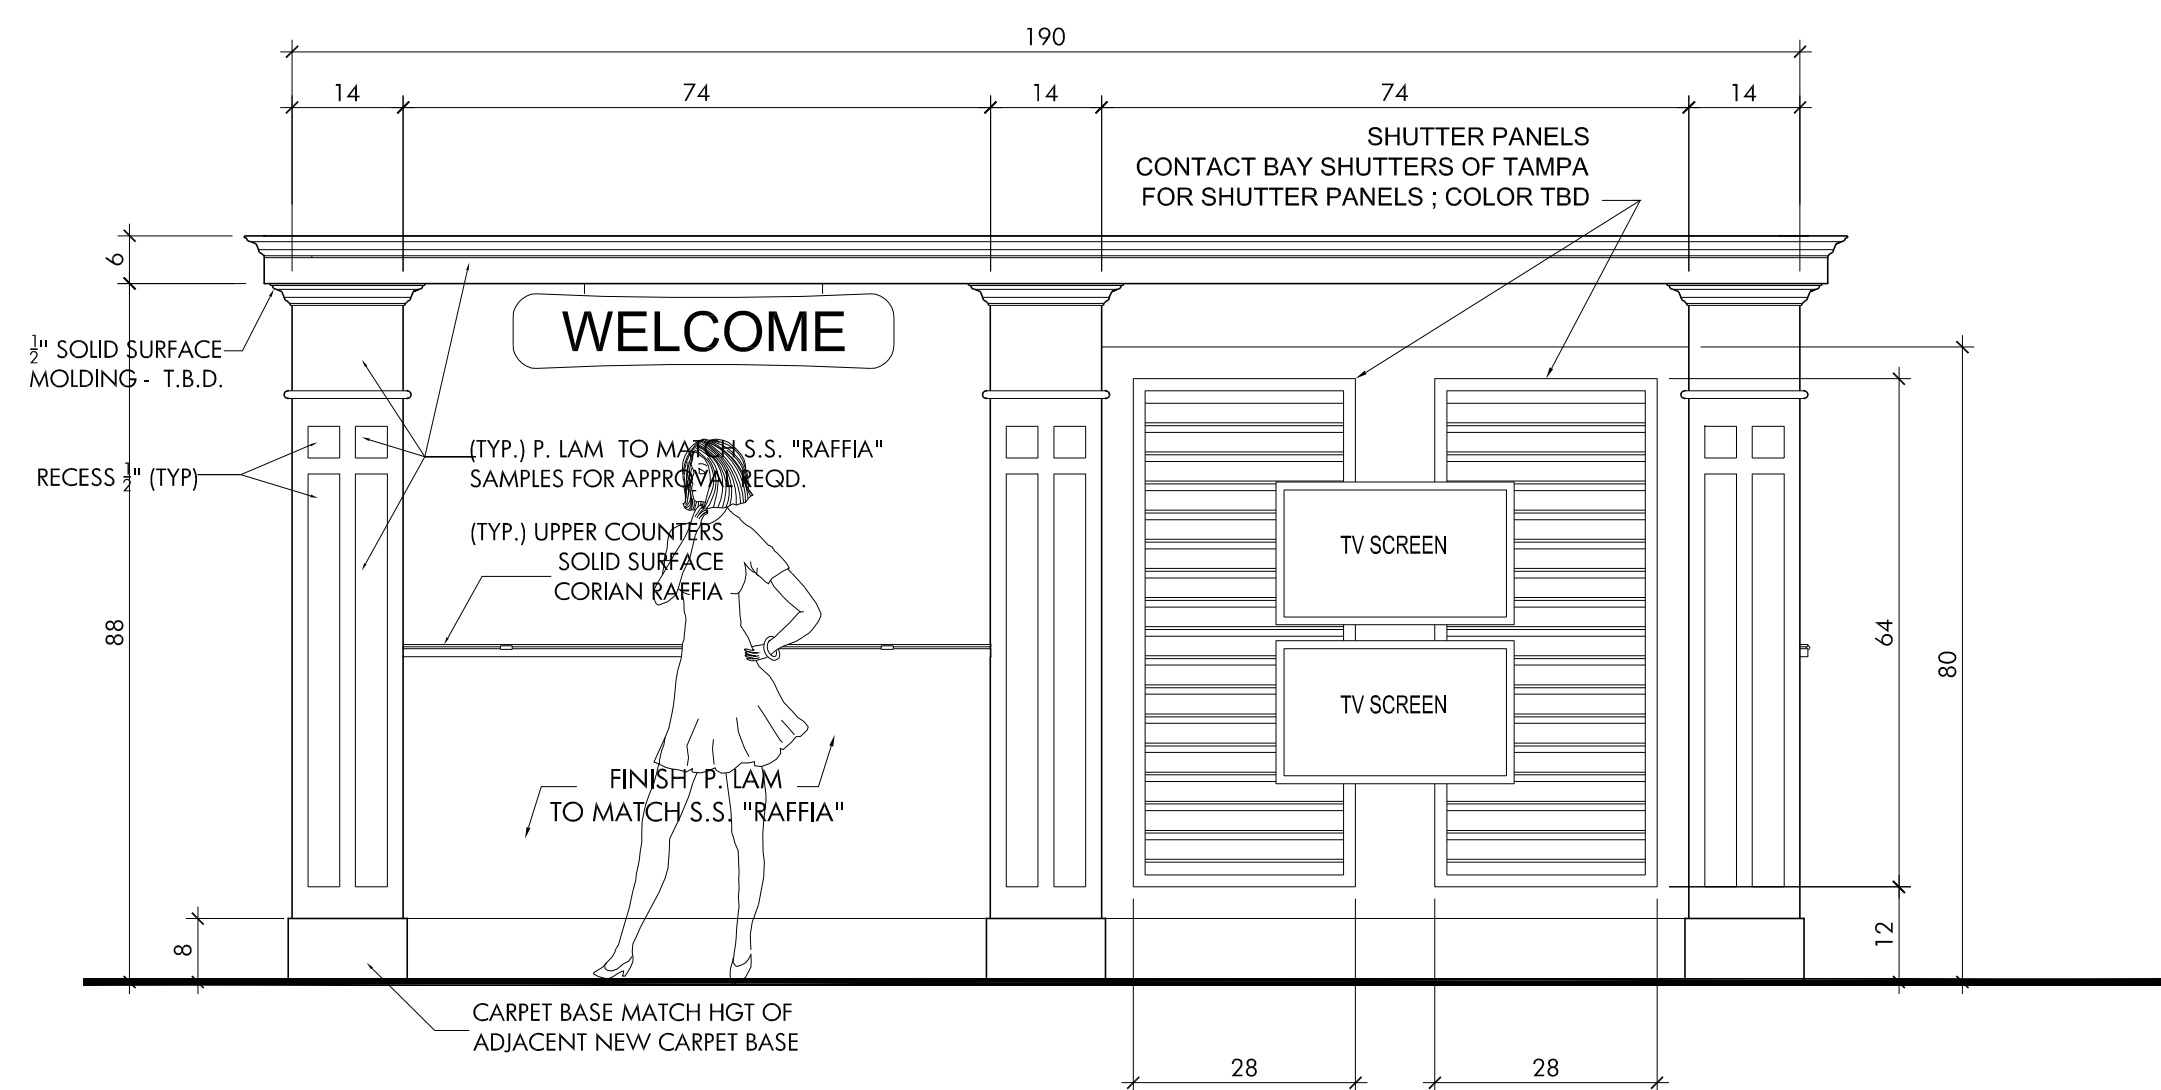 190
14
74
14
74
14
SHUTTER PANELS
CONTACT BAY SHUTTERS OF TAMPA
FOR SHUTTER PANELS ; COLOR TBD
6
WELCOME
½" SOLID SURFACE
MOLDING - T.B.D.
(TYP.) P. LAM TO MATCH S.S. "RAFFIA"
SAMPLES FOR APPROVAL REQD.
RECESS ½" (TYP)
(TYP.) UPPER COUNTERS
SOLID SURFACE
CORIAN RAFFIA
TV SCREEN
88
64
80
TV SCREEN
FINISH P. LAM
TO MATCH S.S. "RAFFIA"
8
12
CARPET BASE MATCH HGT OF
ADJACENT NEW CARPET BASE
28
28